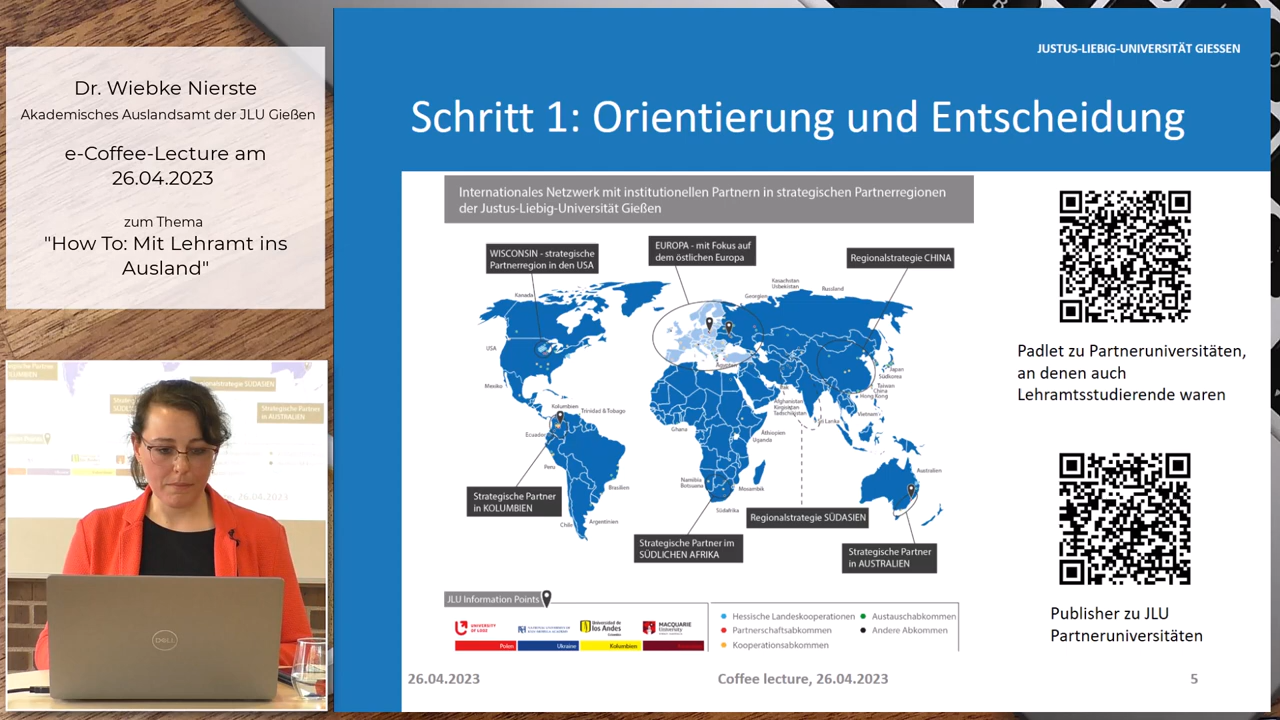 Dr. Wiebke Nierste
Akademisches Auslandsamt der JLU Gießen
e-Coffee-Lecture am
26.04.2023
zum Thema
"How To: Mit Lehramt ins
Ausland"
JUSTUS-LIEBIG-UNIVERSITÄT GIESSEN
Schritt 1: Orientierung und Entscheidung
Internationales Netzwerk mit institutionellen Partnern in strategischen Partnerregionen
der Justus-Liebig-Universität Gießen
WISCONSIN - strategische
Partnerregion in den USA
EUROPA - mit Fokus auf
dem östlichen Europa
Regionalstrategie CHINA
Kanada
USA
Mexiko
Kolumbien
Trinidad & Tobago
Ecuador
Peru
Brasilien
Chile
Argentinien
Kasachstan
Usbekistan
Russland
Georgien
Ghana
Äthiopien
Uganda
Namibia
Botsuana
Mosambik
Südafrika
Afghanistan
Kirgistan
Tadschikistan
Sri Lanka
Japan
Südkorea
Taiwan
China
Hong Kong
Vietnam
Australien
Strategische Partner
in KOLUMBIEN
Strategische Partner im
SÜDLICHEN AFRIKA
Regionalstrategie SÜDASIEN
Strategische Partner
in AUSTRALIEN
JLU Information Points
UNIVERSITY
OF LODZ
Polen
Ukraine
Universidad de
los Andes
Colombia
Kolumbien
MACQUARIE
University
Hessische Landeskooperationen
Partnerschaftsabkommen
Kooperationsabkommen
Austauschabkommen
Andere Abkommen
Padlet zu Partneruniversitäten,
an denen auch
Lehramtsstudierende waren
Publisher zu JLU
Partneruniversitäten
26.04.2023
Coffee lecture, 26.04.2023
5
DELL
Strategische Partner
in AUSTRALIEN